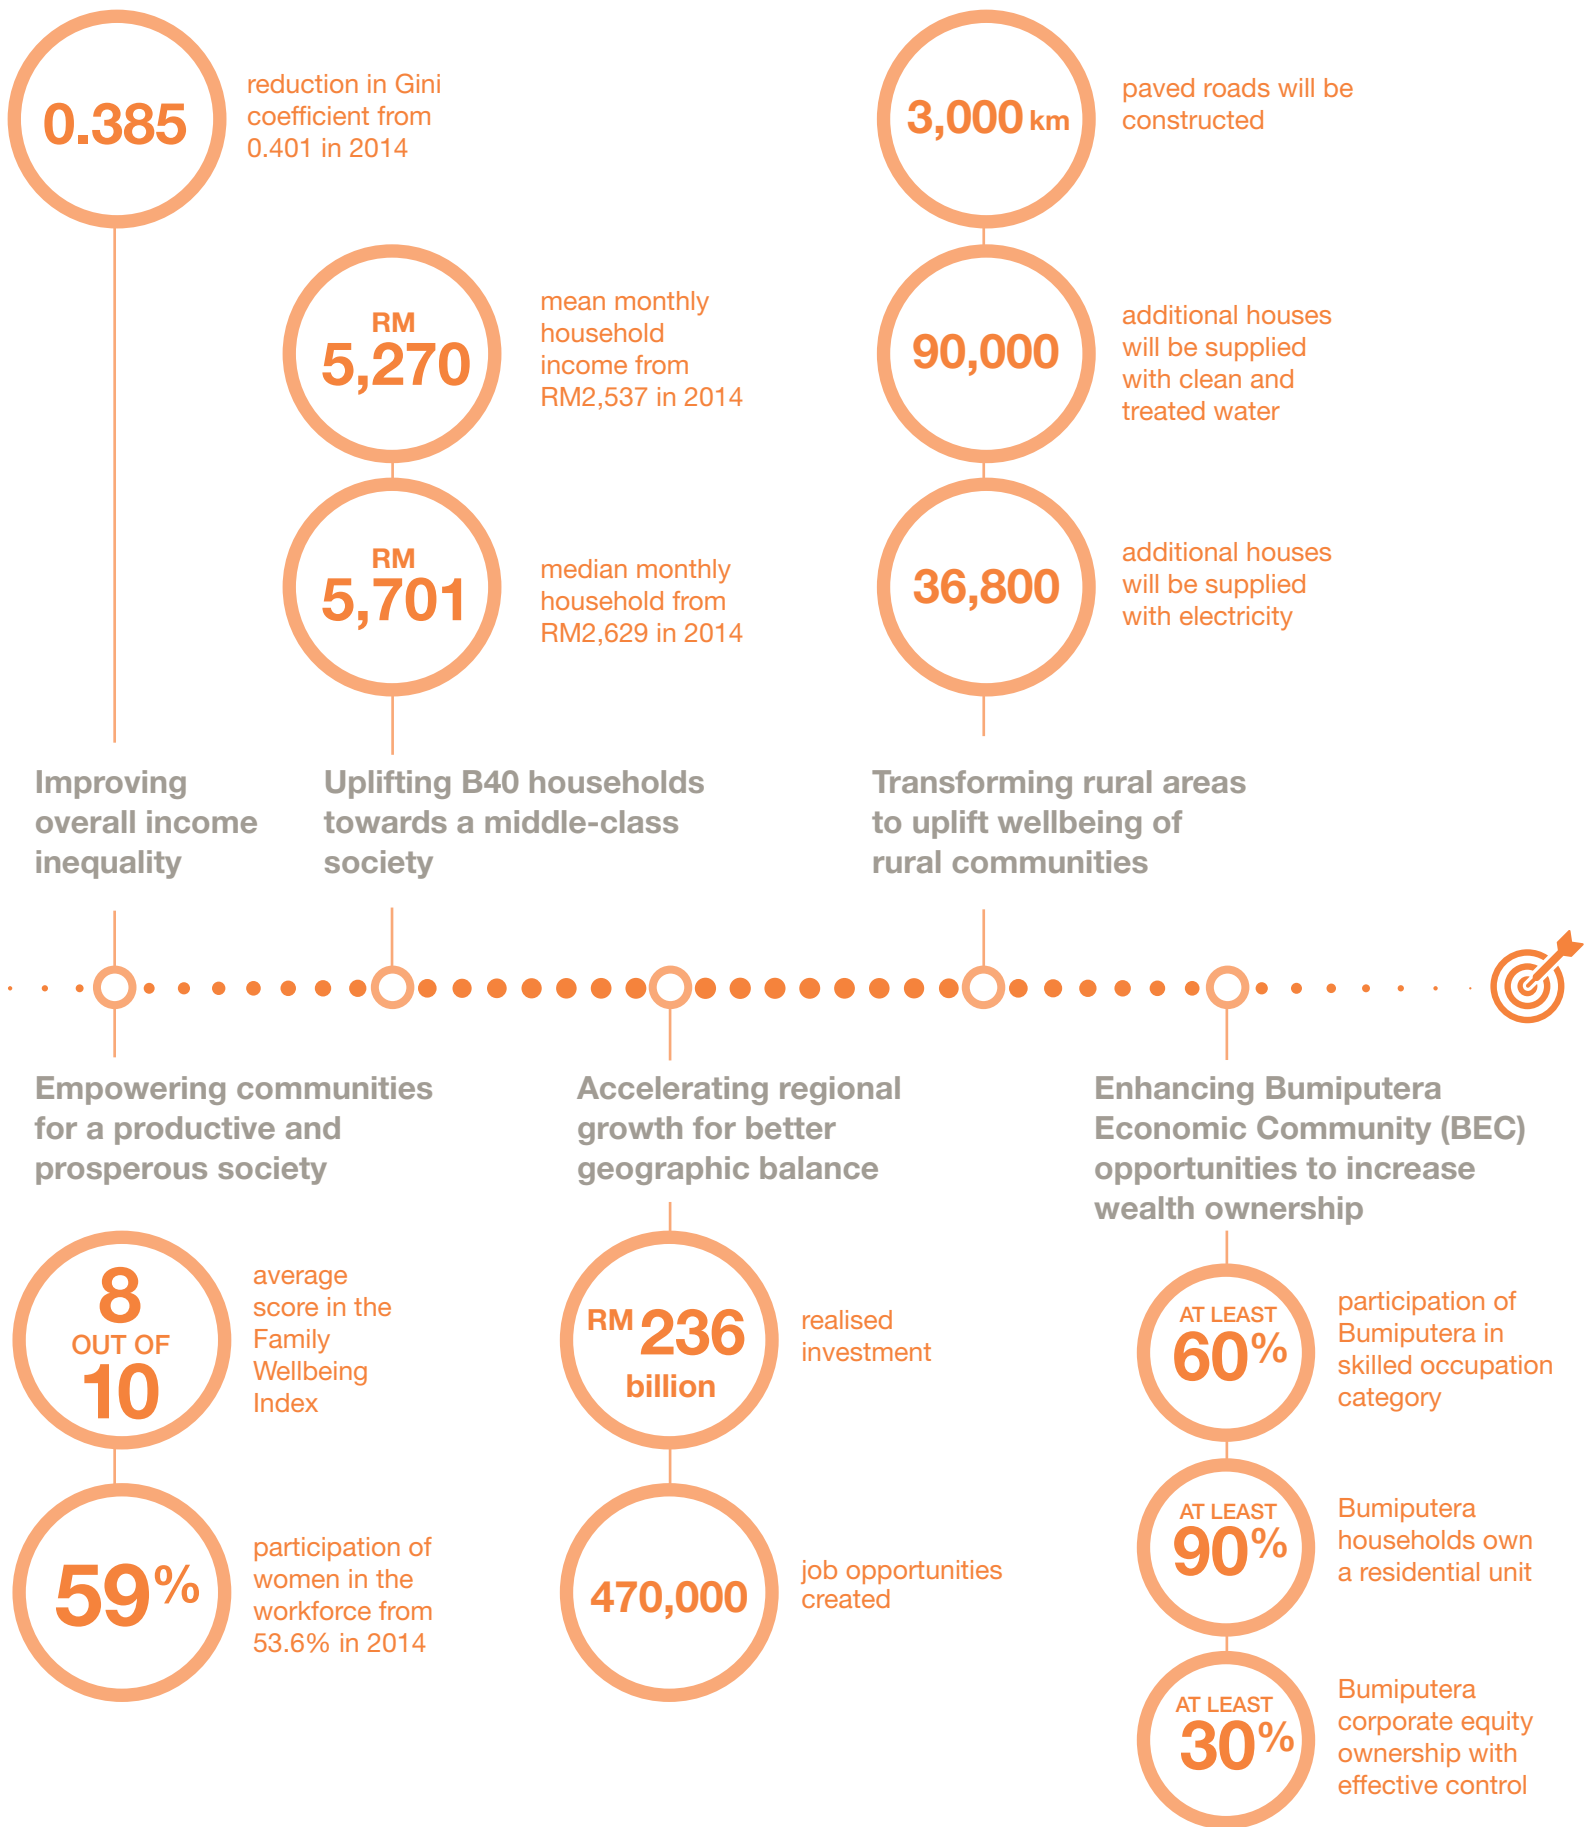 0.385
reduction in Gini
coefficient from
0.401 in 2014
RM
5,270
mean monthly
household
income from
RM2,537 in 2014
RM
5,701
median monthly
household from
RM2,629 in 2014
3,000 km
paved roads will be
constructed
90,000
additional houses
will be supplied
with clean and
treated water
36,800
additional houses
will be supplied
with electricity
Improving
overall income
inequality
Uplifting B40 households
towards a middle-class
society
Transforming rural areas
to uplift wellbeing of
rural communities
Empowering communities
for a productive and
prosperous society
8
OUT OF
10
average
score in the
Family
Wellbeing
Index
59%
participation of
women in the
workforce from
53.6% in 2014
Accelerating regional
growth for better
geographic balance
RM 236
billion
realised
investment
470,000
job opportunities
created
Enhancing Bumiputera
Economic Community (BEC)
opportunities to increase
wealth ownership
AT LEAST
60%
participation of
Bumiputera in
skilled occupation
category
AT LEAST
90%
Bumiputera
households own
a residential unit
AT LEAST
30%
Bumiputera
corporate equity
ownership with
effective control